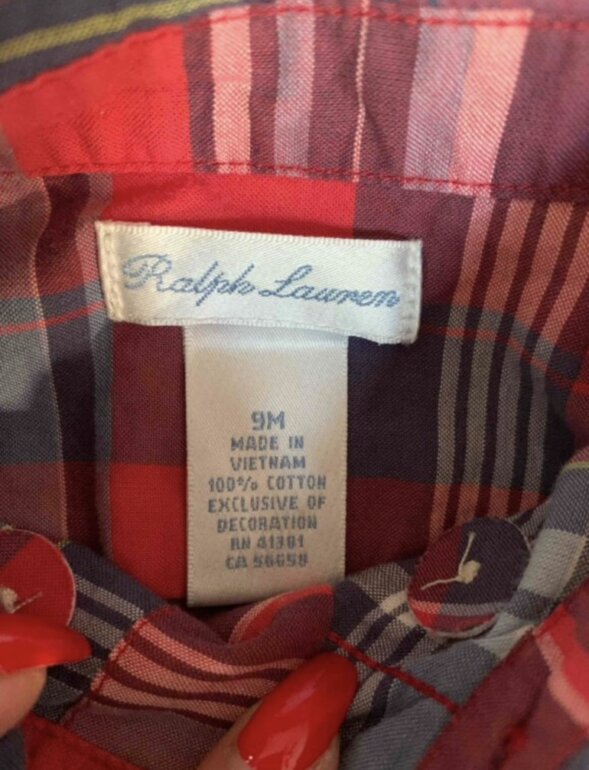 Ralph Lauren
9M
MADE IN
VIETNAM
100% COTTON
EXCLUSIVE OF
DECORATION
RN 41381
CA 56658